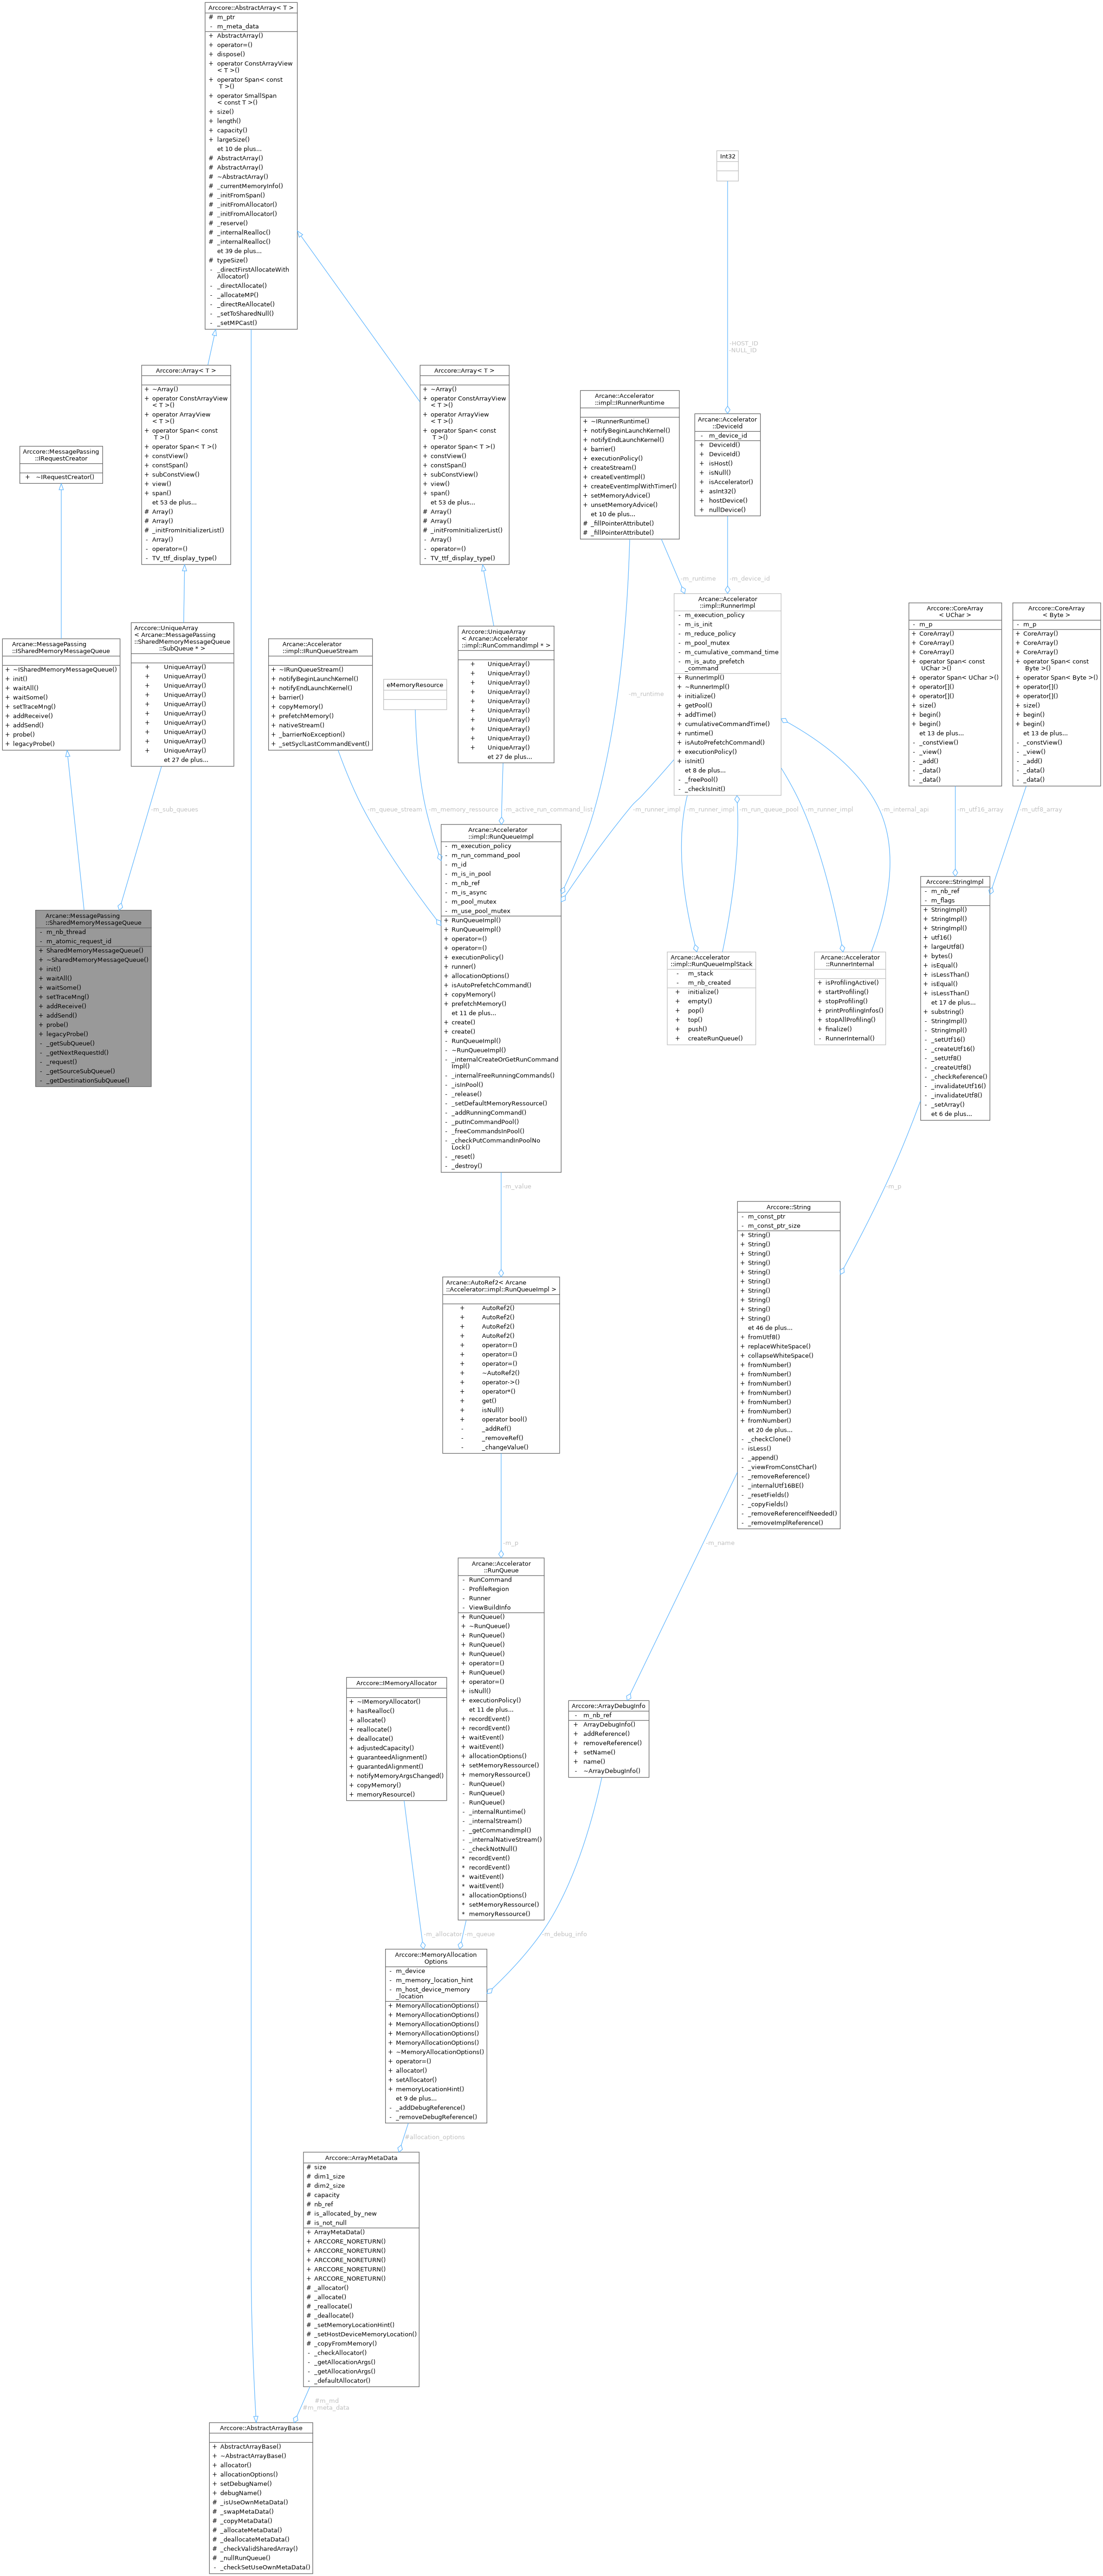 Arccore::AbstractArray< T >
# m_ptr
- m_meta_data
+ AbstractArray()
+ operator=()
+ dispose()
+ operator ConstArrayView
< T >()
+ operator Span< const
T >()
+ operator SmallSpan
< const T >()
+ size()
+ length()
+ capacity()
+ largeSize()
et 10 de plus...
# AbstractArray()
# AbstractArray()
# ~AbstractArray()
# _currentMemoryInfo()
# _initFromSpan()
# _initFromAllocator()
# _initFromAllocator()
# _reserve()
# _internalRealloc()
# _internalRealloc()
et 39 de plus...
# typeSize()
- _directFirstAllocateWith
Allocator()
- _directAllocate()
- _allocateMP()
- _directReAllocate()
- _setToSharedNull()
- _setMPCast()
Int32
-HOST_ID
-NULL_ID
Arccore::Array< T >
+ ~Array()
+ operator ConstArrayView
< T >()
+ operator ArrayView
< T >()
+ operator Span< const
T >()
+ operator Span< T >()
+ constView()
+ constSpan()
+ subConstView()
+ view()
+ span()
et 53 de plus...
# Array()
# Array()
# _initFromInitializerList()
- Array()
- operator=()
- TV_ttf_display_type()
Arccore::Array< T >
+ ~Array()
+ operator ConstArrayView
< T >()
+ operator ArrayView
< T >()
+ operator Span< const
T >()
+ operator Span< T >()
+ constView()
+ constSpan()
+ subConstView()
+ view()
+ span()
et 53 de plus...
# Array()
# Array()
# _initFromInitializerList()
- Array()
- operator=()
- TV_ttf_display_type()
Arcane::Accelerator
::impl::IRunnerRuntime
+ ~IRunnerRuntime()
+ notifyBeginLaunchKernel()
+ notifyEndLaunchKernel()
+ barrier()
+ executionPolicy()
+ createStream()
+ createEventImpl()
+ createEventImplWithTimer()
+ setMemoryAdvice()
+ unsetMemoryAdvice()
et 10 de plus...
# _fillPointerAttribute()
# _fillPointerAttribute()
Arcane::Accelerator
::DeviceId
- m_device_id
+ DeviceId()
+ DeviceId()
+ isHost()
+ isNull()
+ isAccelerator()
+ asInt32()
+ hostDevice()
+ nullDevice()
Arccore::MessagePassing
::IRequestCreator
+ ~IRequestCreator()
-m_runtime
-m_device_id
Arcane::MessagePassing
::ISharedMemoryMessageQueue
+ ~ISharedMemoryMessageQueue()
+ init()
+ waitAll()
+ waitSome()
+ setTraceMng()
+ addReceive()
+ addSend()
+ probe()
+ legacyProbe()
Arccore::UniqueArray
< Arcane::MessagePassing
::SharedMemoryMessageQueue
::SubQueue * >
+ UniqueArray()
+ UniqueArray()
+ UniqueArray()
+ UniqueArray()
+ UniqueArray()
+ UniqueArray()
+ UniqueArray()
+ UniqueArray()
+ UniqueArray()
+ UniqueArray()
et 27 de plus...
Arcane::Accelerator
::impl::IRunQueueStream
+ ~IRunQueueStream()
+ notifyBeginLaunchKernel()
+ notifyEndLaunchKernel()
+ barrier()
+ copyMemory()
+ prefetchMemory()
+ nativeStream()
+ _barrierNoException()
+ _setSyclLastCommandEvent()
eMemoryResource
Arccore::UniqueArray
< Arcane::Accelerator
::impl::RunCommandImpl * >
+ UniqueArray()
+ UniqueArray()
+ UniqueArray()
+ UniqueArray()
+ UniqueArray()
+ UniqueArray()
+ UniqueArray()
+ UniqueArray()
+ UniqueArray()
+ UniqueArray()
et 27 de plus...
-m_runtime
Arcane::Accelerator
::impl::RunnerImpl
- m_execution_policy
- m_is_init
- m_reduce_policy
- m_pool_mutex
- m_cumulative_command_time
- m_is_auto_prefetch
_command
+ RunnerImpl()
+ ~RunnerImpl()
+ initialize()
+ getPool()
+ addTime()
+ cumulativeCommandTime()
+ runtime()
+ isAutoPrefetchCommand()
+ executionPolicy()
+ isInit()
et 8 de plus...
- _freePool()
- _checkIsInit()
Arccore::CoreArray
< UChar >
- m_p
+ CoreArray()
+ CoreArray()
+ CoreArray()
+ operator Span< const
UChar >()
+ operator Span< UChar >()
+ operator[]()
+ operator[]()
+ size()
+ begin()
+ begin()
et 13 de plus...
- _constView()
- _view()
- _add()
- _data()
- _data()
Arccore::CoreArray
< Byte >
- m_p
+ CoreArray()
+ CoreArray()
+ CoreArray()
+ operator Span< const
Byte >()
+ operator Span< Byte >()
+ operator[]()
+ operator[]()
+ size()
+ begin()
+ begin()
et 13 de plus...
- _constView()
- _view()
- _add()
- _data()
- _data()
-m_sub_queues
-m_queue_stream
-m_memory_ressource
-m_active_run_command_list
-m_runner_impl
-m_runner_impl
-m_run_queue_pool
-m_runner_impl
-m_internal_api
-m_utf16_array
-m_utf8_array
Arcane::MessagePassing
::SharedMemoryMessageQueue
- m_nb_thread
- m_atomic_request_id
+ SharedMemoryMessageQueue()
+ ~SharedMemoryMessageQueue()
+ init()
+ waitAll()
+ waitSome()
+ setTraceMng()
+ addReceive()
+ addSend()
+ probe()
+ legacyProbe()
- _getSubQueue()
- _getNextRequestId()
- _request()
- _getSourceSubQueue()
- _getDestinationSubQueue()
Arcane::Accelerator
::impl::RunQueueImpl
- m_execution_policy
- m_run_command_pool
- m_id
- m_is_in_pool
- m_nb_ref
- m_is_async
- m_pool_mutex
- m_use_pool_mutex
+ RunQueueImpl()
+ RunQueueImpl()
+ operator=()
+ operator=()
+ executionPolicy()
+ runner()
+ allocationOptions()
+ isAutoPrefetchCommand()
+ copyMemory()
+ prefetchMemory()
et 11 de plus...
+ create()
+ create()
- RunQueueImpl()
- ~RunQueueImpl()
- _internalCreateOrGetRunCommand
Impl()
- _internalFreeRunningCommands()
- _isInPool()
- _release()
- _setDefaultMemoryRessource()
- _addRunningCommand()
- _putInCommandPool()
- _freeCommandsInPool()
- _checkPutCommandInPoolNo
Lock()
- _reset()
- _destroy()
Arcane::Accelerator
::impl::RunQueueImplStack
- m_stack
- m_nb_created
+ initialize()
+ empty()
+ pop()
+ top()
+ push()
+ createRunQueue()
Arcane::Accelerator
::RunnerInternal
+ isProfilingActive()
+ startProfiling()
+ stopProfiling()
+ printProfilingInfos()
+ stopAllProfiling()
+ finalize()
- RunnerInternal()
Arccore::StringImpl
- m_nb_ref
- m_flags
+ StringImpl()
+ StringImpl()
+ StringImpl()
+ utf16()
+ largeUtf8()
+ bytes()
+ isEqual()
+ isLessThan()
+ isEqual()
+ isLessThan()
et 17 de plus...
+ substring()
- StringImpl()
- StringImpl()
- _setUtf16()
- _createUtf16()
- _setUtf8()
- _createUtf8()
- _checkReference()
- _invalidateUtf16()
- _invalidateUtf8()
- _setArray()
et 6 de plus...
-m_value
-m_p
Arccore::String
- m_const_ptr
- m_const_ptr_size
+ String()
+ String()
+ String()
+ String()
+ String()
+ String()
+ String()
+ String()
+ String()
+ String()
et 46 de plus...
+ fromUtf8()
+ replaceWhiteSpace()
+ collapseWhiteSpace()
+ fromNumber()
+ fromNumber()
+ fromNumber()
+ fromNumber()
+ fromNumber()
+ fromNumber()
+ fromNumber()
et 20 de plus...
- _checkClone()
- isLess()
- _append()
- _viewFromConstChar()
- _removeReference()
- _internalUtf16BE()
- _resetFields()
- _copyFields()
- _removeReferenceIfNeeded()
- _removeImplReference()
Arcane::AutoRef2< Arcane
::Accelerator::impl::RunQueueImpl >
+ AutoRef2()
+ AutoRef2()
+ AutoRef2()
+ AutoRef2()
+ operator=()
+ operator=()
+ operator=()
+ ~AutoRef2()
+ operator->()
+ operator*()
+ get()
+ isNull()
+ operator bool()
- _addRef()
- _removeRef()
- _changeValue()
-m_p
-m_name
Arcane::Accelerator
::RunQueue
- RunCommand
- ProfileRegion
- Runner
- ViewBuildInfo
+ RunQueue()
+ ~RunQueue()
+ RunQueue()
+ RunQueue()
+ RunQueue()
+ operator=()
+ RunQueue()
+ operator=()
+ isNull()
+ executionPolicy()
et 11 de plus...
+ recordEvent()
+ recordEvent()
+ waitEvent()
+ waitEvent()
+ allocationOptions()
+ setMemoryRessource()
+ memoryRessource()
- RunQueue()
- RunQueue()
- RunQueue()
- _internalRuntime()
- _internalStream()
- _getCommandImpl()
- _internalNativeStream()
- _checkNotNull()
* recordEvent()
* recordEvent()
* waitEvent()
* waitEvent()
* allocationOptions()
* setMemoryRessource()
* memoryRessource()
Arccore::IMemoryAllocator
+ ~IMemoryAllocator()
+ hasRealloc()
+ allocate()
+ reallocate()
+ deallocate()
+ adjustedCapacity()
+ guaranteedAlignment()
+ guarantedAlignment()
+ notifyMemoryArgsChanged()
+ copyMemory()
+ memoryResource()
Arccore::ArrayDebugInfo
- m_nb_ref
+ ArrayDebugInfo()
+ addReference()
+ removeReference()
+ setName()
+ name()
- ~ArrayDebugInfo()
-m_allocator
-m_queue
-m_debug_info
Arccore::MemoryAllocation
Options
- m_device
- m_memory_location_hint
- m_host_device_memory
_location
+ MemoryAllocationOptions()
+ MemoryAllocationOptions()
+ MemoryAllocationOptions()
+ MemoryAllocationOptions()
+ MemoryAllocationOptions()
+ ~MemoryAllocationOptions()
+ operator=()
+ allocator()
+ setAllocator()
+ memoryLocationHint()
et 9 de plus...
- _addDebugReference()
- _removeDebugReference()
#allocation_options
Arccore::ArrayMetaData
# size
# dim1_size
# dim2_size
# capacity
# nb_ref
# is_allocated_by_new
# is_not_null
+ ArrayMetaData()
+ ARCCORE_NORETURN()
+ ARCCORE_NORETURN()
+ ARCCORE_NORETURN()
+ ARCCORE_NORETURN()
+ ARCCORE_NORETURN()
# _allocator()
# _allocate()
# _reallocate()
# _deallocate()
# _setMemoryLocationHint()
# _setHostDeviceMemoryLocation()
# _copyFromMemory()
- _checkAllocator()
- _getAllocationArgs()
- _getAllocationArgs()
- _defaultAllocator()
#m_md
#m_meta_data
Arccore::AbstractArrayBase
+ AbstractArrayBase()
+ ~AbstractArrayBase()
+ allocator()
+ allocationOptions()
+ setDebugName()
+ debugName()
# _isUseOwnMetaData()
# _swapMetaData()
# _copyMetaData()
# _allocateMetaData()
# _deallocateMetaData()
# _checkValidSharedArray()
# _nullRunQueue()
- _checkSetUseOwnMetaData()